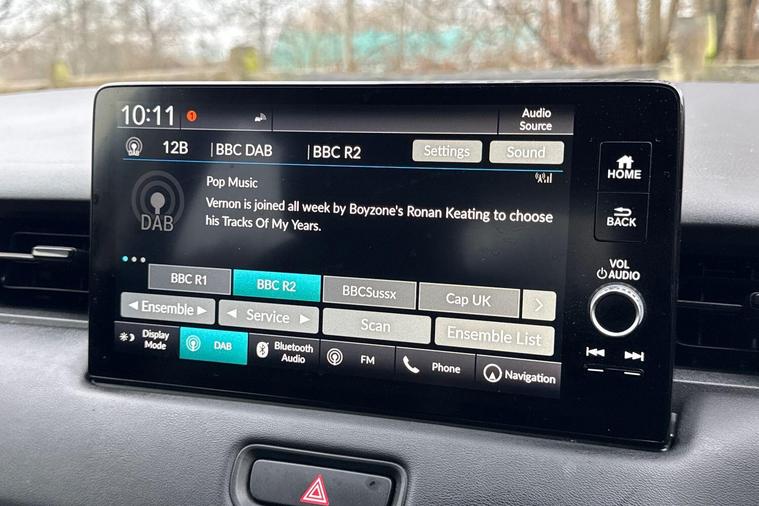 10:11 1 Audio
Source
DAB 12B |BBC DAB |BBC R2 Settings Sound
HOME
DAB
Pop Music
Vernon is joined all week by Boyzone's Ronan Keating to choose
his Tracks Of My Years.
BACK
VOL
AUDIO
BBC R1 BBC R2 BBCSussx Cap UK
Ensemble Service Scan Ensemble List
Display
Mode
DAB
Bluetooth
Audio
FM
Phone
Navigation